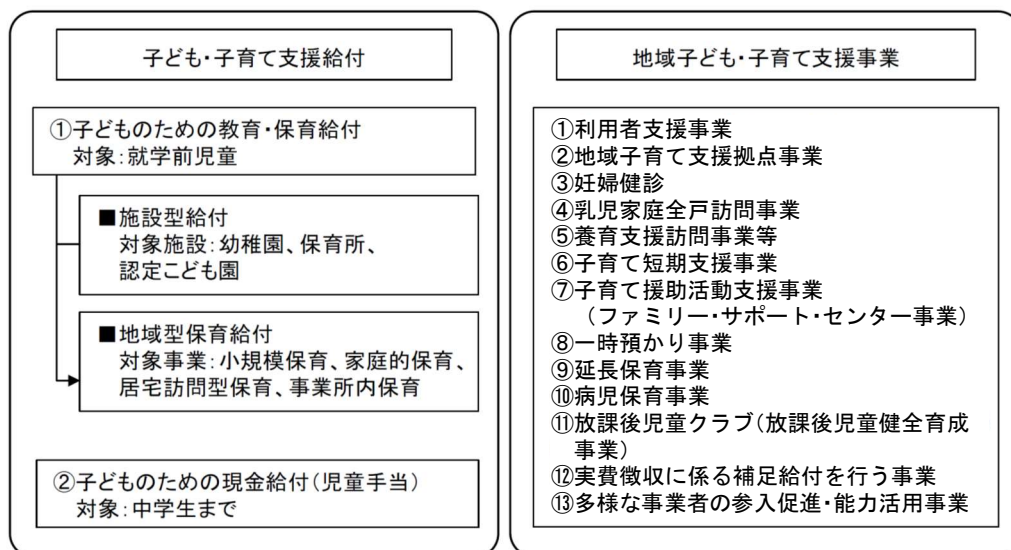 子ども・子育て支援給付
①子どものための教育・保育給付
対象：就学前児童
■施設型給付
対象施設：幼稚園、保育所、
認定こども園
■地域型保育給付
対象事業：小規模保育、家庭的保育、
居宅訪問型保育、事業所内保育
②子どものための現金給付（児童手当）
対象：中学生まで
地域子ども・子育て支援事業
①利用者支援事業
②地域子育て支援拠点事業
③妊婦健診
④乳児家庭全戸訪問事業
⑤養育支援訪問事業等
⑥子育て短期支援事業
⑦子育て援助活動支援事業
（ファミリー・サポート・センター事業）
⑧一時預かり事業
⑨延長保育事業
⑩病児保育事業
⑪放課後児童クラブ（放課後児童健全育成
事業）
⑫実費徴収に係る補足給付を行う事業
⑬多様な事業者の参入促進・能力活用事業